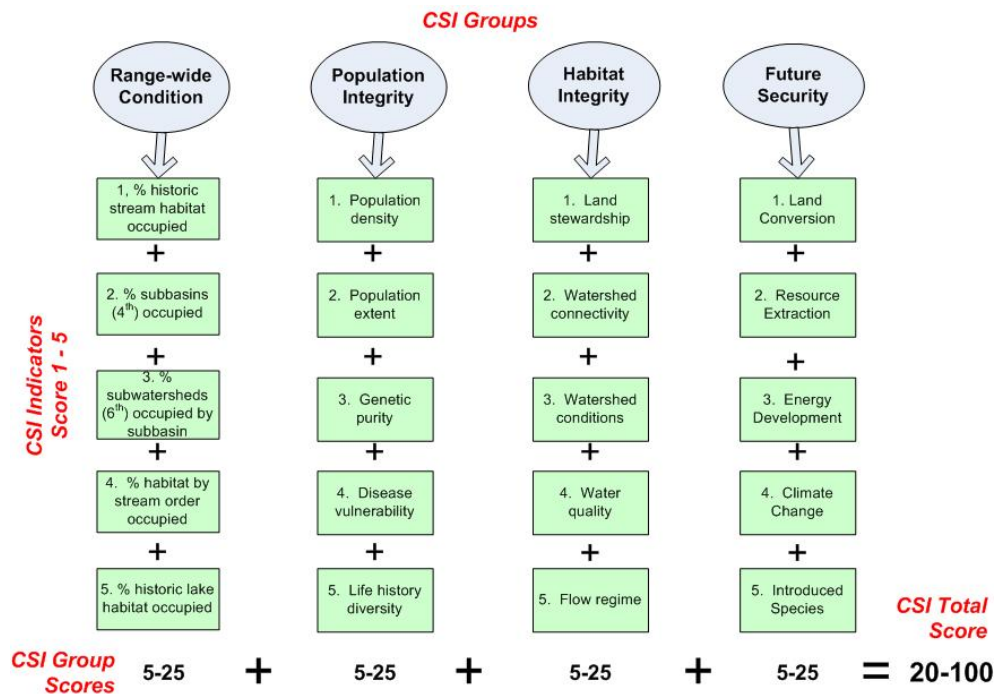 CSI Groups
Range-wide
Condition
Population
Integrity
Habitat
Integrity
Future
Security
CSI Indicators
Score 1 - 5
1, % historic
stream habitat
occupied
+
2. % subbasins
(4th) occupied
+
3. %
subwatersheds
(6th) occupied by
subbasin
+
4. % habitat by
stream order
occupied
+
5. % historic lake
habitat occupied
1. Population
density
+
2. Population
extent
+
3. Genetic
purity
+
4. Disease
vulnerability
+
5. Life history
diversity
1. Land
stewardship
+
2. Watershed
connectivity
+
3. Watershed
conditions
+
4. Water
quality
+
5. Flow regime
1. Land
Conversion
+
2. Resource
Extraction
+
3. Energy
Development
+
4. Climate
Change
+
5. Introduced
Species
CSI Total
Score
CSI Group
Scores
5-25 + 5-25 + 5-25 + 5-25 = 20-100